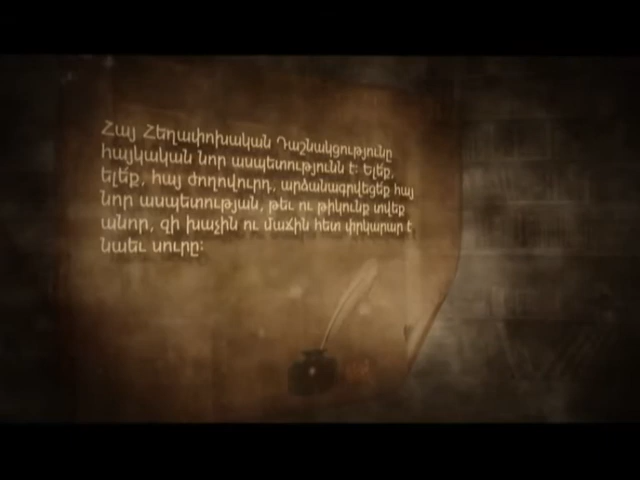 Հայ Հեղափոխական Դաշնակցությունը
հայկական նոր ասպետությունն է: Ելեք,
ելեք, հայ ժողովուրդ, արձանագրվեցեք հայ
նոր ասպետության, թեւ ու թիկունք տվեք
անոր, զի խաչին ու մաճին հետ փրկարար է
նաեւ սուրը: